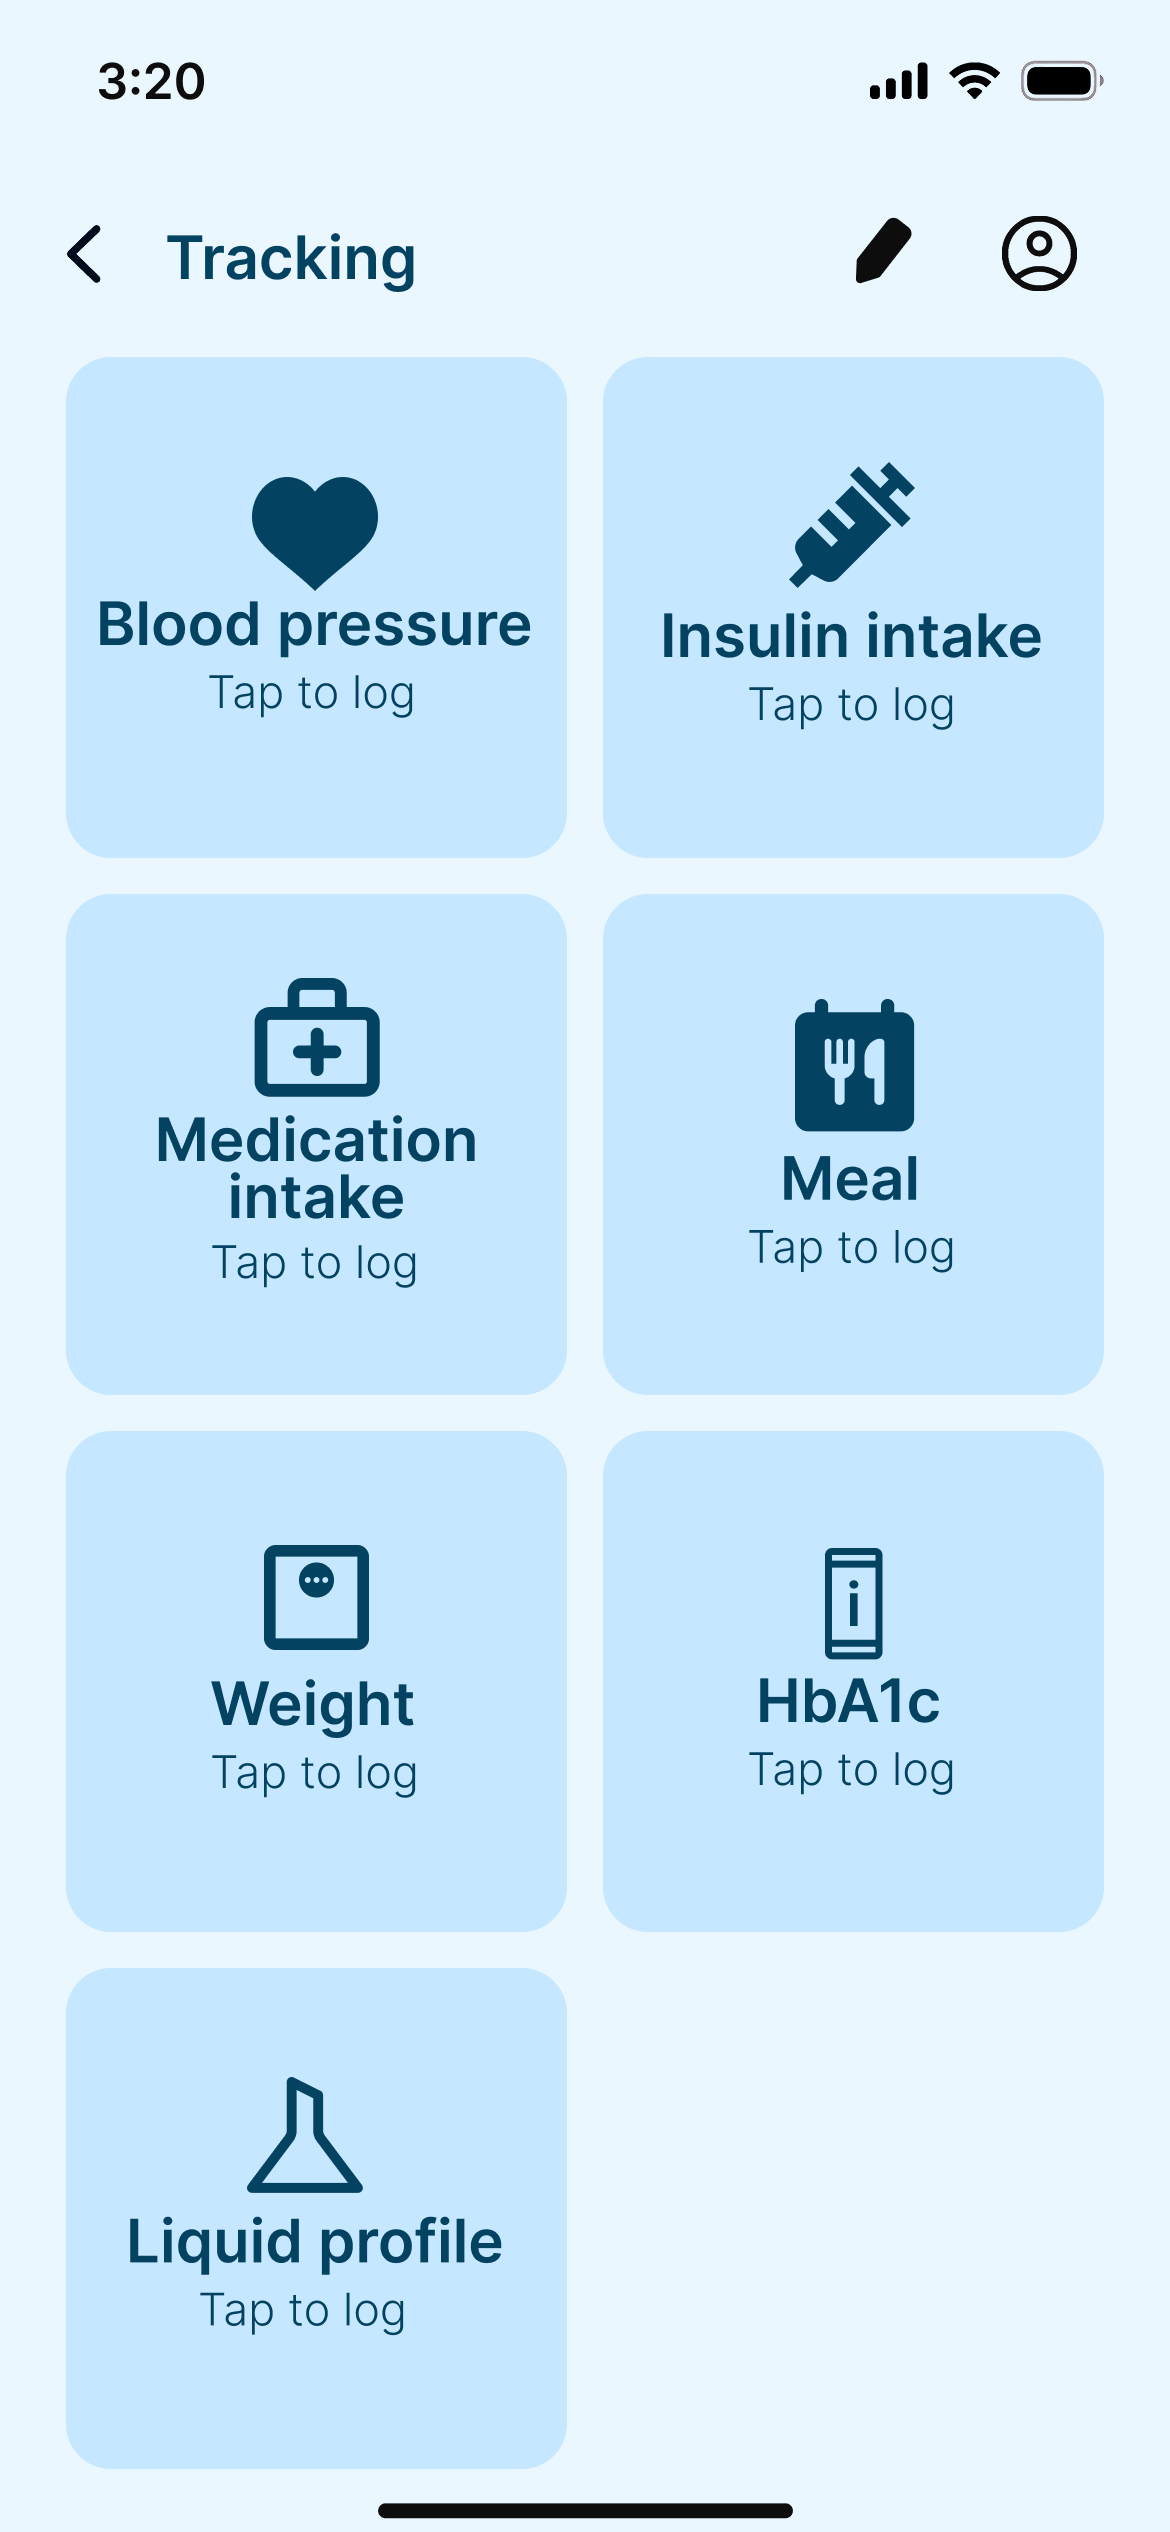 3:20
Tracking
Blood pressure
Tap to log
Insulin intake
Tap to log
Medication
intake
Tap to log
Meal
Tap to log
Weight
Tap to log
i
HbA1c
Tap to log
Liquid profile
Tap to log